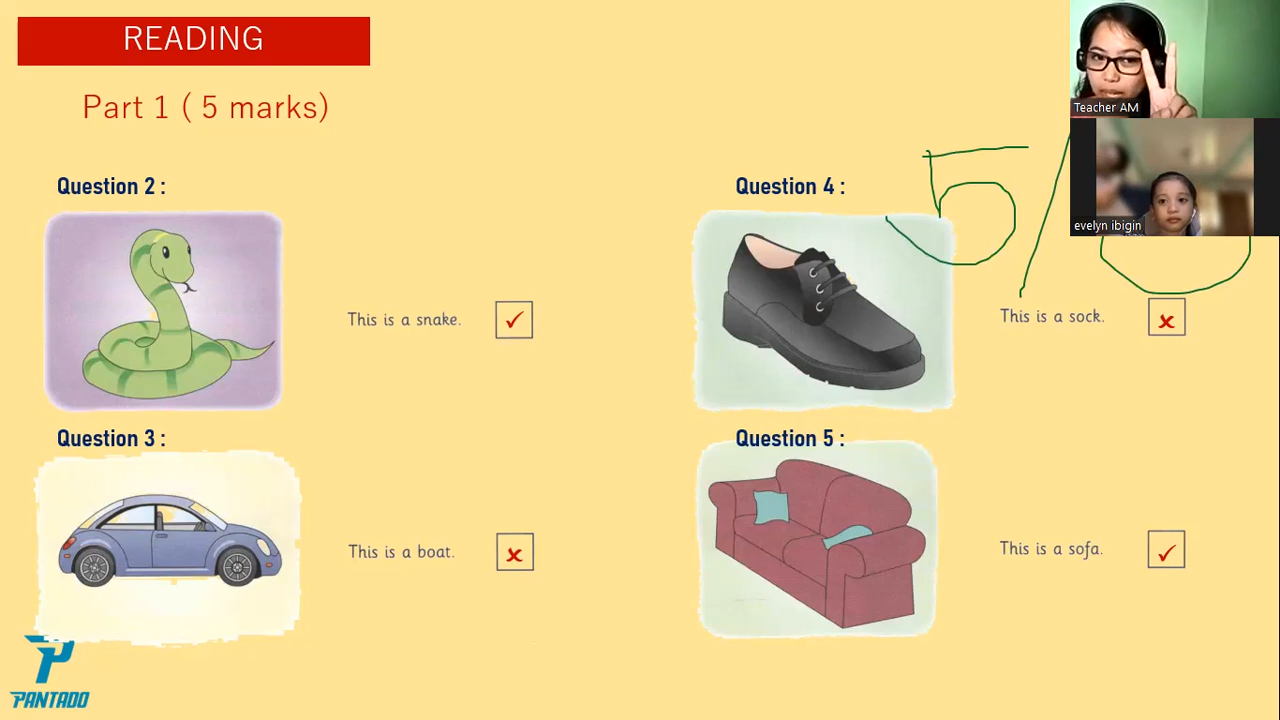 READING
Part 1 ( 5 marks)
Question 2 :
This is a snake.
Question 3 :
This is a boat.
Question 4 :
This is a sock.
Question 5 :
This is a sofa.
5/
Teacher AM
evelyn ibigin
PANTADO